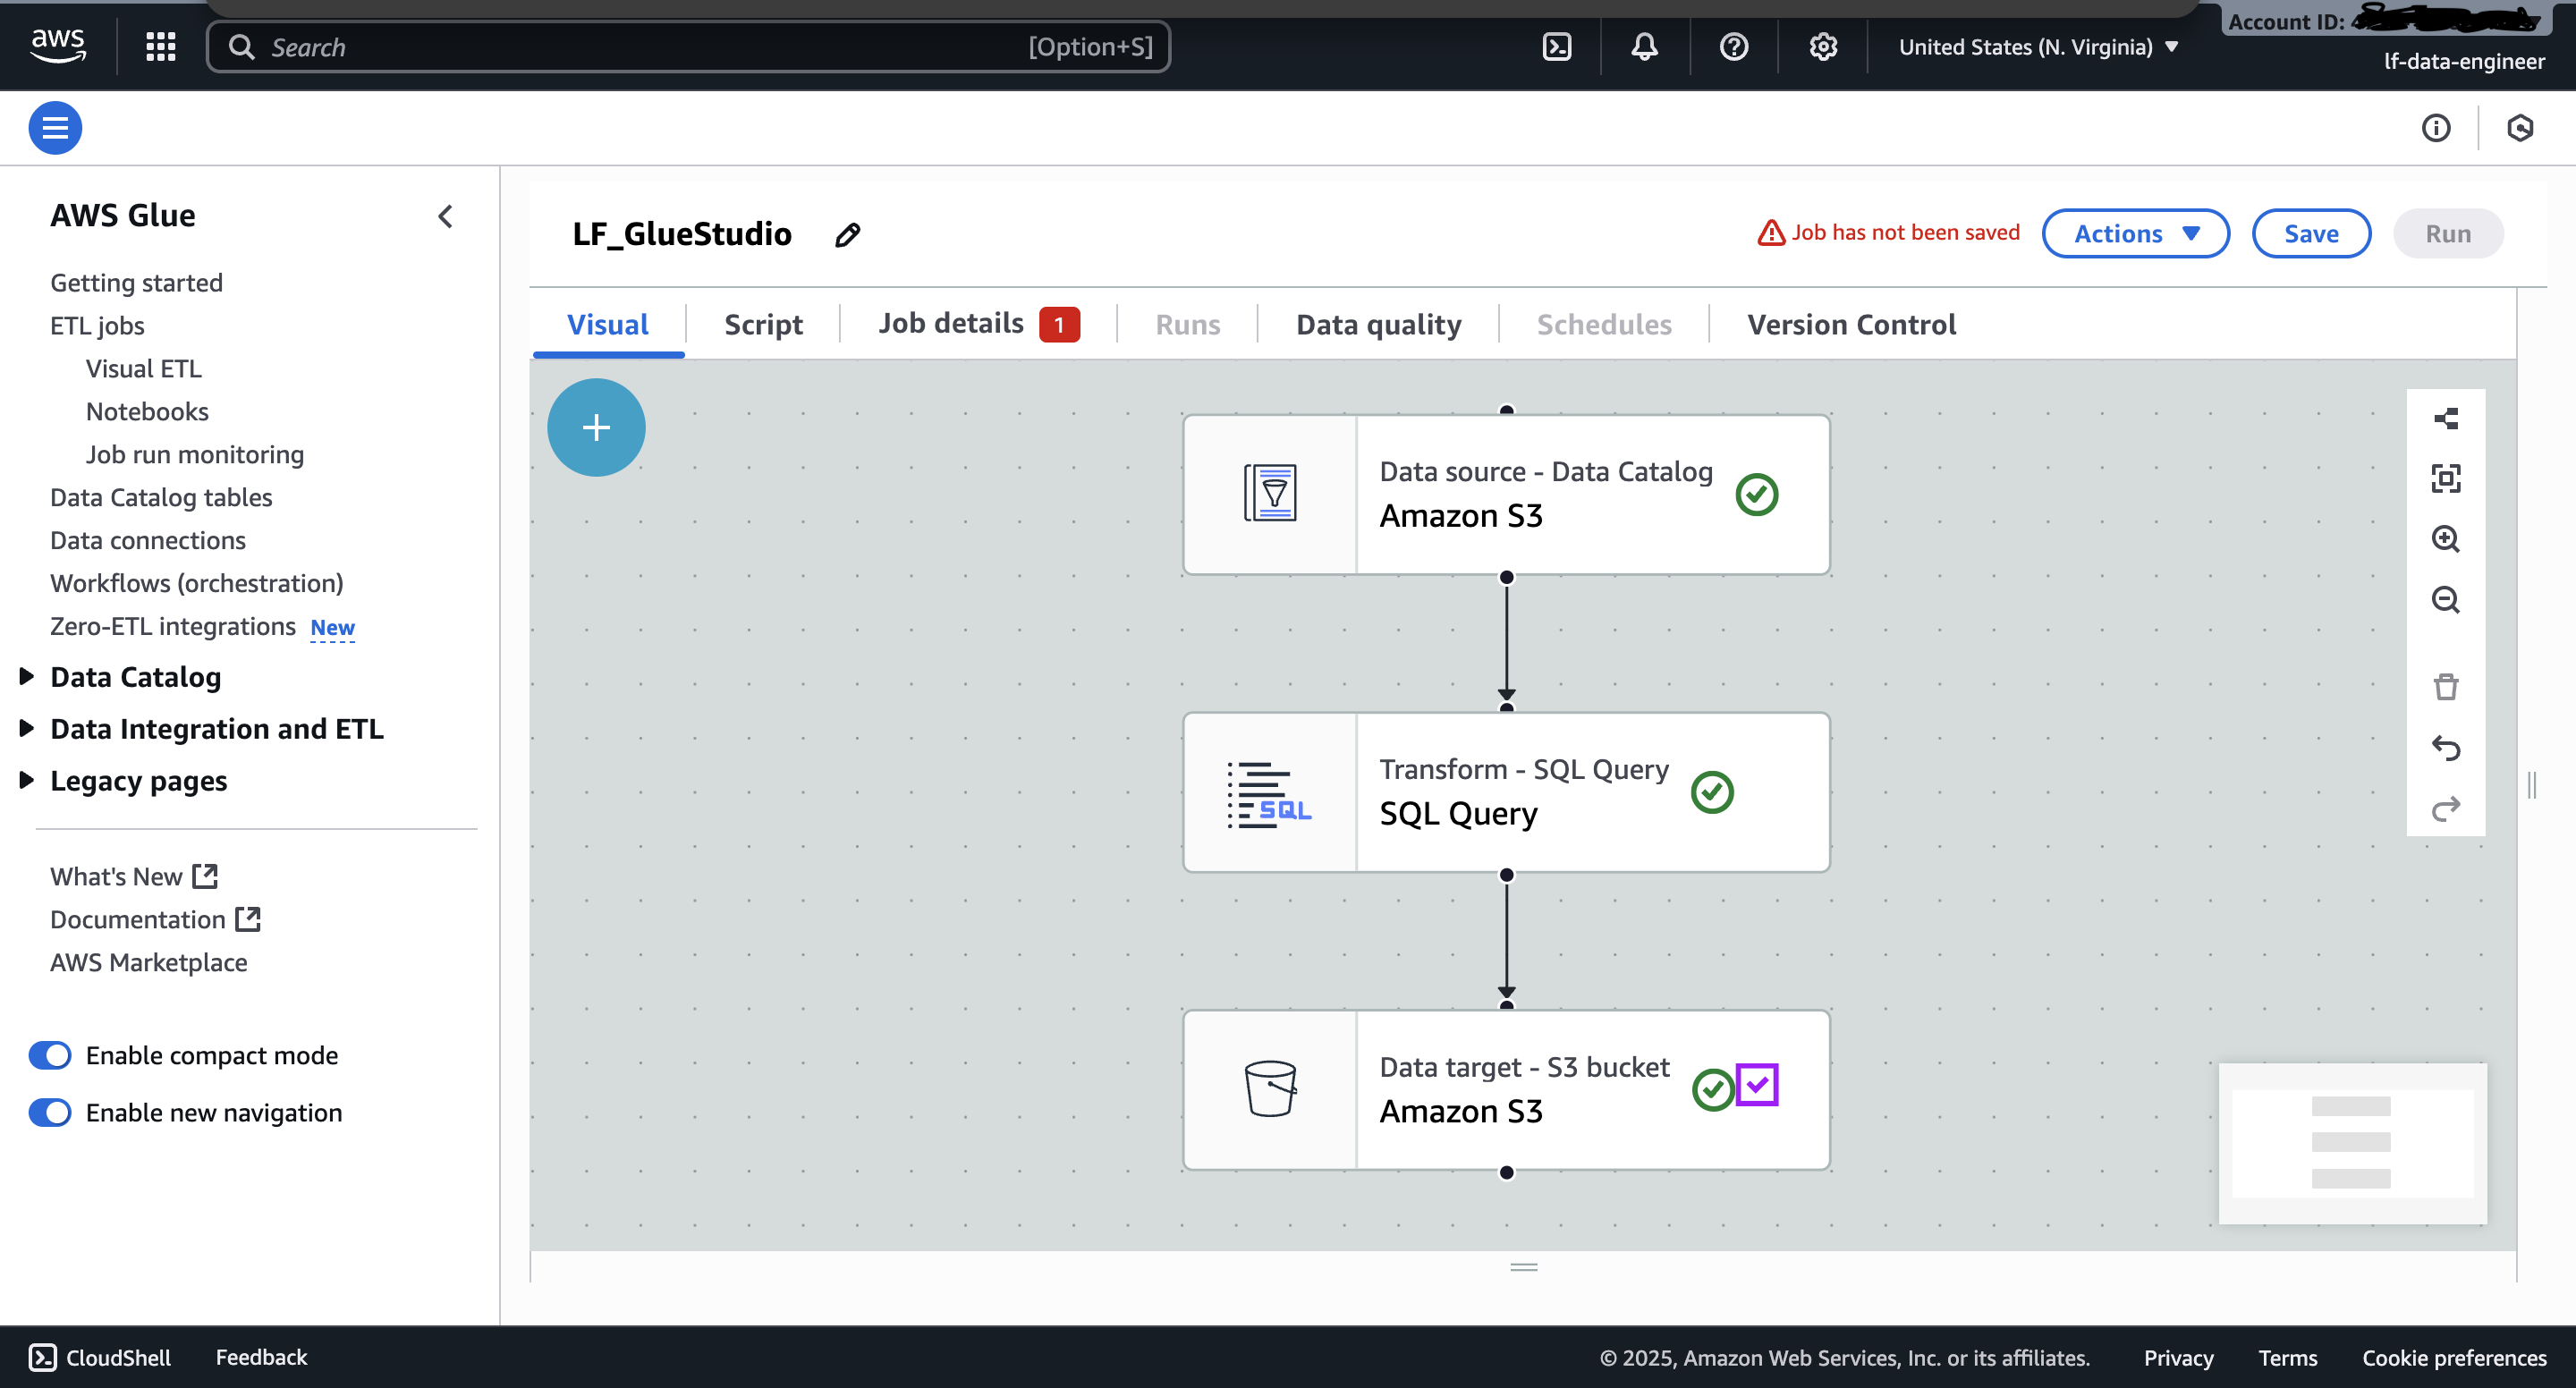 aws
Search
[Option+S]
United States (N. Virginia)
Account ID:
lf-data-engineer
AWS Glue
Getting started
ETL jobs
Visual ETL
Notebooks
Job run monitoring
Data Catalog tables
Data connections
Workflows (orchestration)
Zero-ETL integrations New
Data Catalog
Data Integration and ETL
Legacy pages
What's New
Documentation
AWS Marketplace
Enable compact mode
Enable new navigation
LF_GlueStudio
Job has not been saved
Actions
Save
Run
Visual
Script
Job details 1
Runs
Data quality
Schedules
Version Control
Data source - Data Catalog
Amazon S3
SQL
Transform - SQL Query
SQL Query
Data target - S3 bucket
Amazon S3
CloudShell
Feedback
© 2025, Amazon Web Services, Inc. or its affiliates.
Privacy
Terms
Cookie preferences